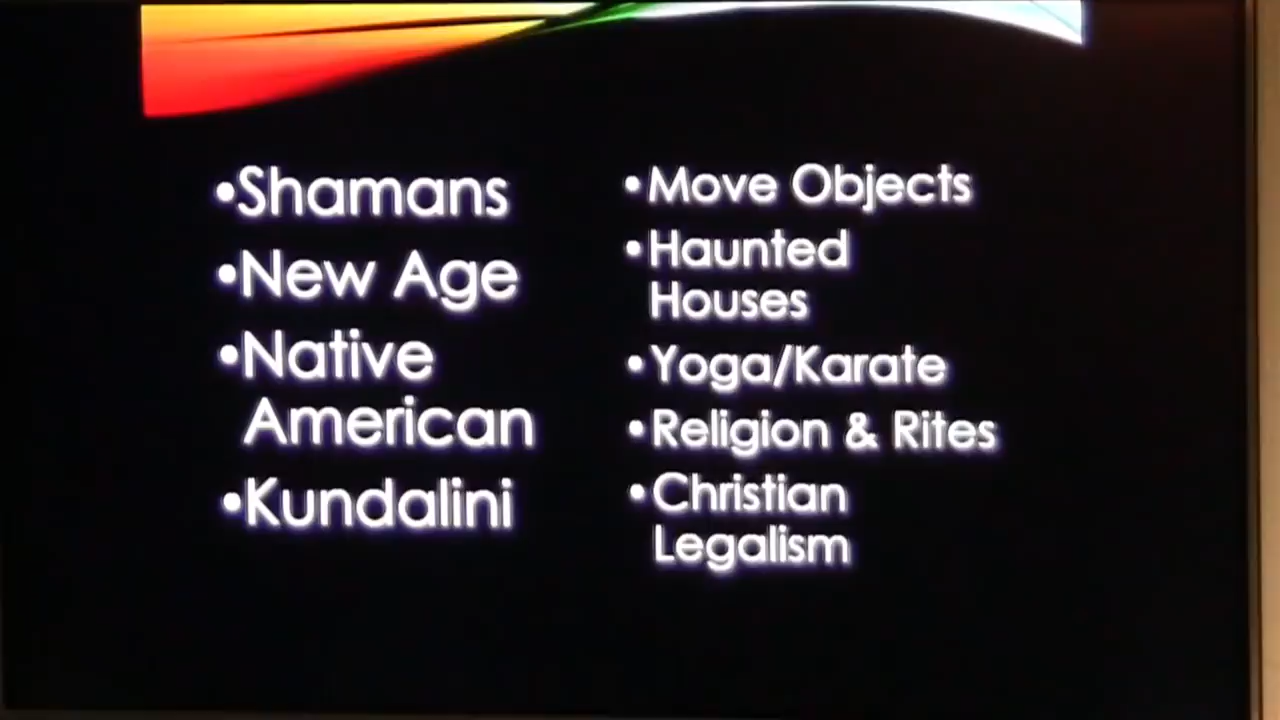 •Shamans
•New Age
•Native
American
•Kundalini
•Move Objects
•Haunted
Houses
•Yoga/Karate
•Religion & Rites
•Christian
Legalism